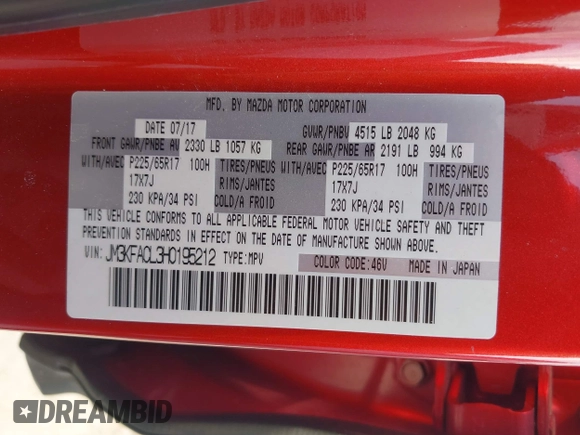 MFD. BY MAZDA MOTOR CORPORATION
DATE 07/17 GVWR/PNBV 4515 LB 2048 KG
FRONT GAWR/PNBE AV 2330 LB 1057 KG REAR GAWR/PNBE AR 2191 LB 994 KG
WITH/AVEC P225/65R17 100H TIRES/PNEUS WITH/AVEC P225/65R17 100H TIRES/PNEUS
17X7J RIMS/JANTES 17X7J RIMS/JANTES
230 KPA/34 PSI COLD/A FROID 230 KPA/34 PSI COLD/A FROID
THIS VEHICLE CONFORMS TO ALL APPLICABLE FEDERAL MOTOR VEHICLE SAFETY AND THEFT
PREVENTION STANDARDS IN EFFECT ON THE DATE OF MANUFACTURE SHOWN ABOVE.
VIN: JM3KFACL3H0195212 TYPE:MPV COLOR CODE:46V MADE IN JAPAN
DREAMBID